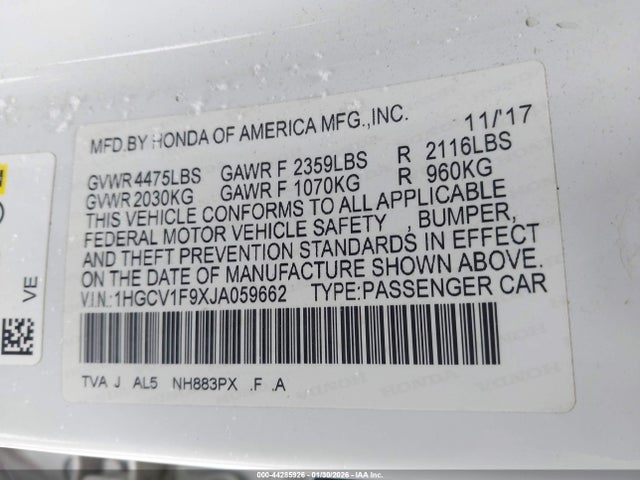 MFD.BY HONDA OF AMERICA MFG.,INC. 11/'17
GVWR 4475LBS GAWR F 2359LBS R 2116LBS
GVWR 2030KG GAWR F 1070KG R 960KG
THIS VEHICLE CONFORMS TO ALL APPLICABLE
FEDERAL MOTOR VEHICLE SAFETY , BUMPER,
AND THEFT PREVENTION STANDARDS IN EFFECT
ON THE DATE OF MANUFACTURE SHOWN ABOVE.
V.I.N.:1HGCV1F9XJA059662 TYPE:PASSENGER CAR
TVA J AL5 NH883PX .F .A
VE
000-44285926 - 01/30/2026 - IAA Inc.